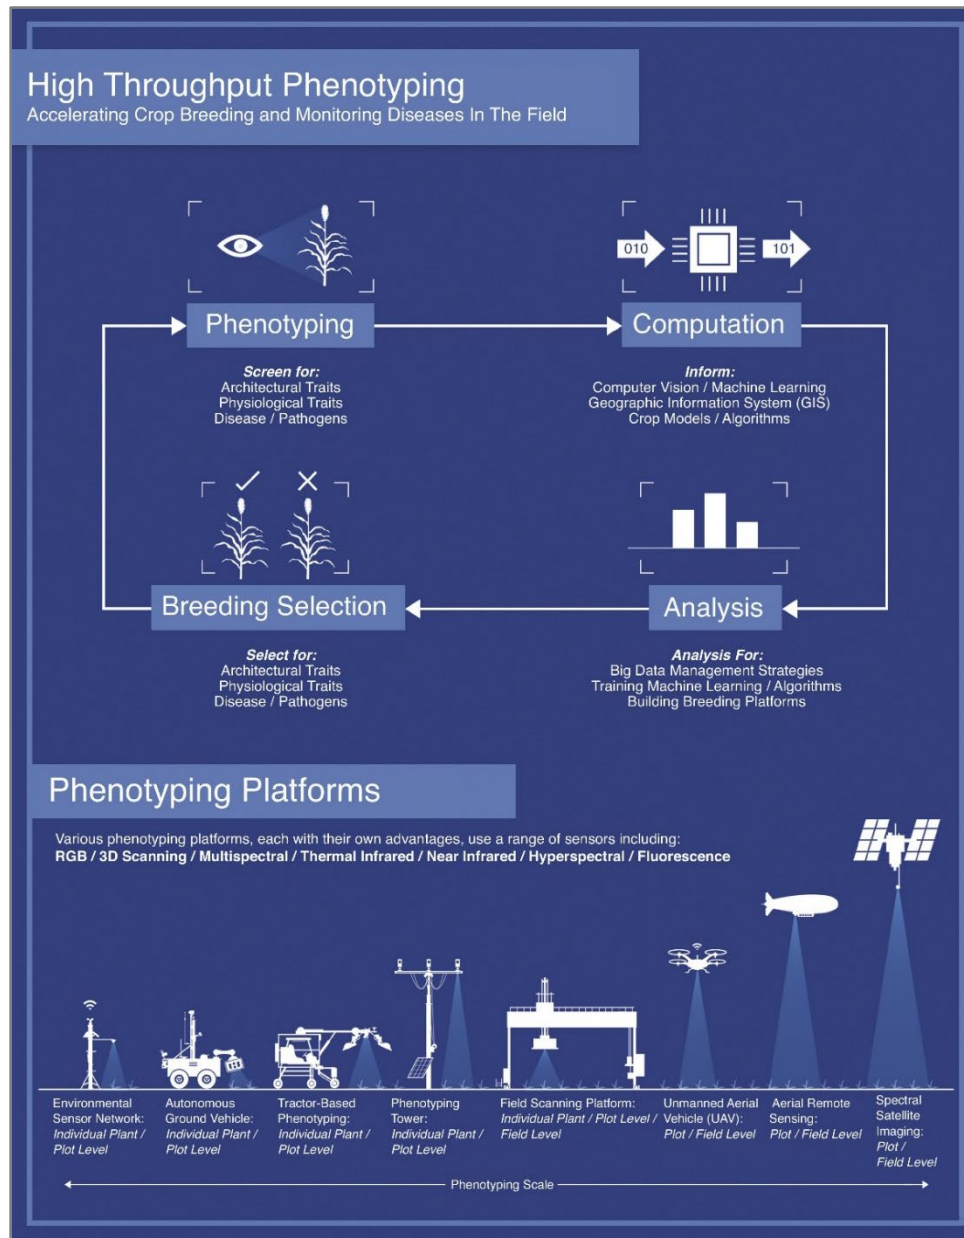 High Throughput Phenotyping
Accelerating Crop Breeding and Monitoring Diseases In The Field
010
101
Phenotyping
Computation
Screen for:
Architectural Traits
Physiological Traits
Disease / Pathogens
Inform:
Computer Vision / Machine Learning
Geographic Information System (GIS)
Crop Models / Algorithms
Breeding Selection
Analysis
Select for:
Architectural Traits
Physiological Traits
Disease / Pathogens
Analysis For:
Big Data Management Strategies
Training Machine Learning / Algorithms
Building Breeding Platforms
Phenotyping Platforms
Various phenotyping platforms, each with their own advantages, use a range of sensors including:
RGB / 3D Scanning / Multispectral / Thermal Infrared / Near Infrared / Hyperspectral / Fluorescence
Environmental
Sensor Network:
Individual Plant /
Plot Level
Autonomous
Ground Vehicle:
Individual Plant /
Plot Level
Tractor-Based
Phenotyping:
Individual Plant /
Plot Level
Phenotyping
Tower:
Individual Plant /
Plot Level
Field Scanning Platform:
Individual Plant / Plot Level /
Field Level
Unmanned Aerial
Vehicle (UAV):
Plot / Field Level
Aerial Remote
Sensing:
Plot / Field Level
Spectral
Satellite
Imaging:
Plot /
Field Level
Phenotyping Scale